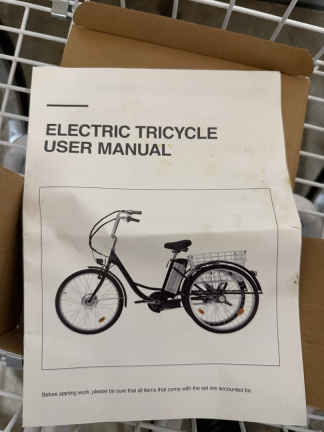 ELECTRIC TRICYCLE
USER MANUAL
Before opening work ,please be sure that all items that come with the set are accounted for.